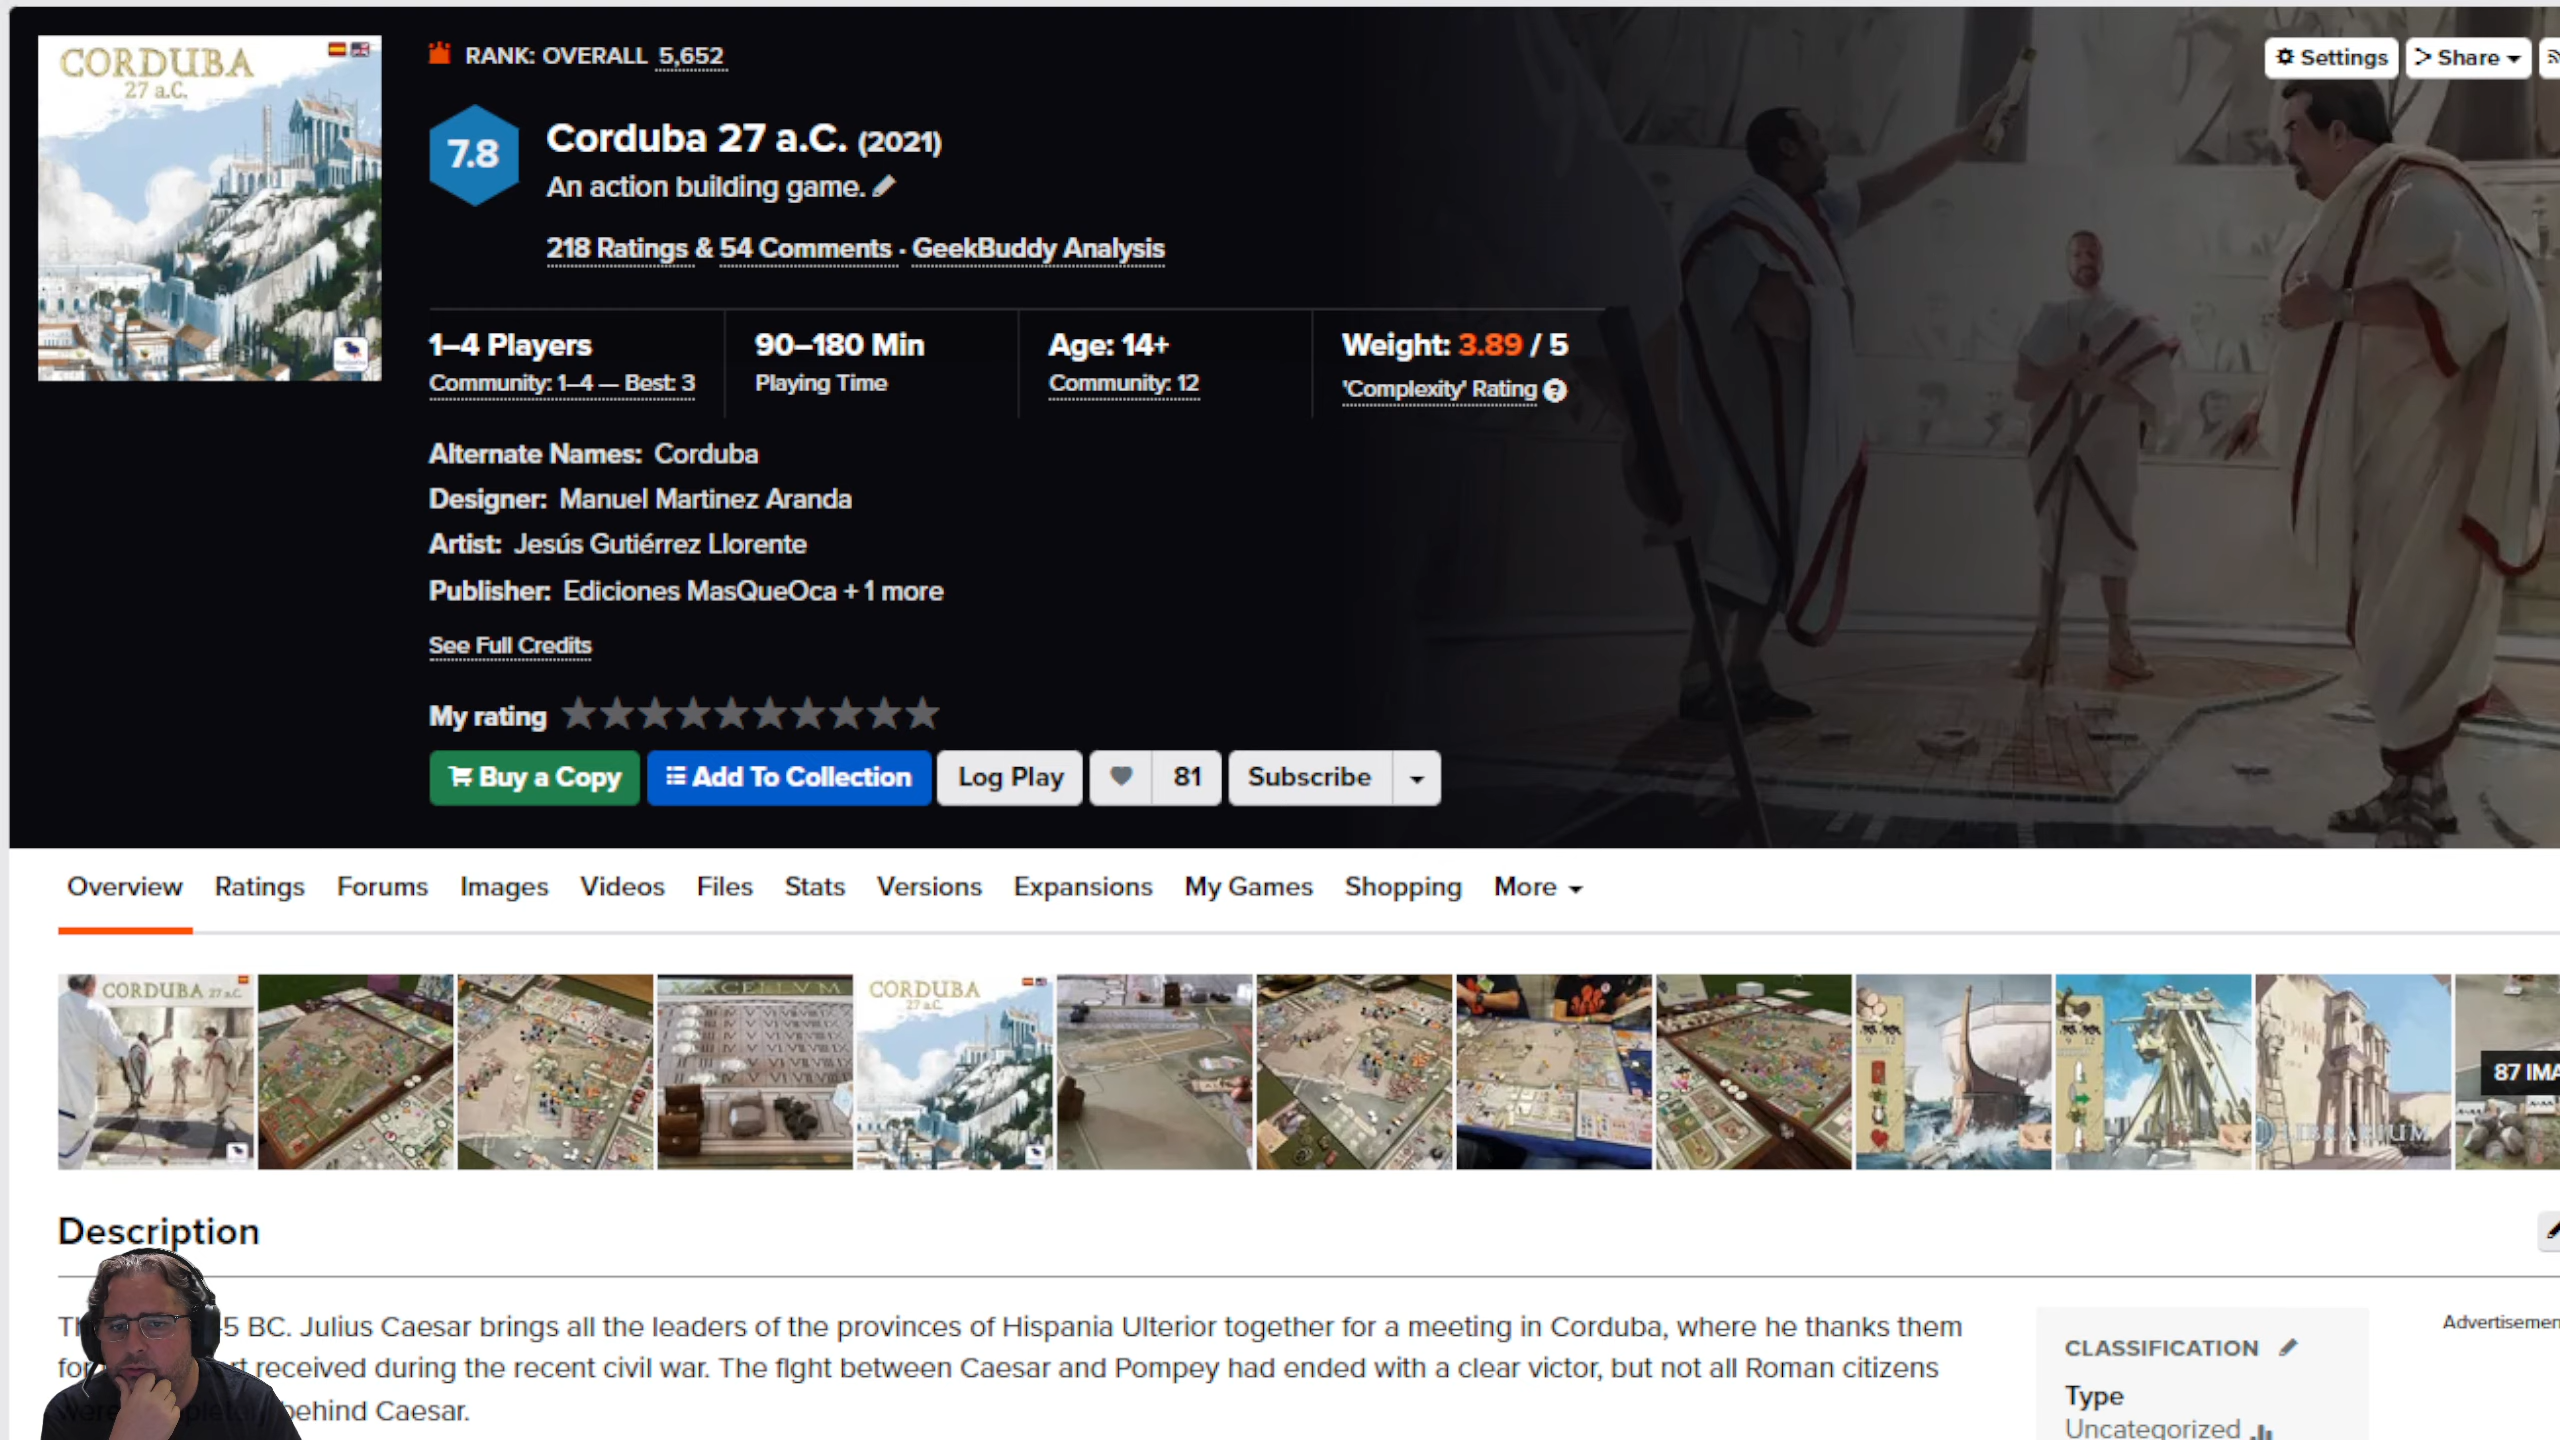 CORDUBA
27 a.C.
RANK: OVERALL 5,652
Settings
Share
7.8
Corduba 27 a.C. (2021)
An action building game.
218 Ratings & 54 Comments · GeekBuddy Analysis
1–4 Players
Community: 1–4 — Best: 3
90–180 Min
Playing Time
Age: 14+
Community: 12
Weight: 3.89 / 5
'Complexity' Rating
Alternate Names: Corduba
Designer: Manuel Martinez Aranda
Artist: Jesús Gutiérrez Llorente
Publisher: Ediciones MasQueOca + 1 more
See Full Credits
My rating
Buy a Copy
Add To Collection
Log Play
81
Subscribe
Overview Ratings Forums Images Videos Files Stats Versions Expansions My Games Shopping More
CORDUBA 27 a.C.
MACELLVM
CORDUBA
27 a.C.
LIBRARIUM
87
Description
5 BC. Julius Caesar brings all the leaders of the provinces of Hispania Ulterior together for a meeting in Corduba, where he thanks them
received during the recent civil war. The fight between Caesar and Pompey had ended with a clear victor, but not all Roman citizens
behind Caesar.
CLASSIFICATION
Type
Uncategorized